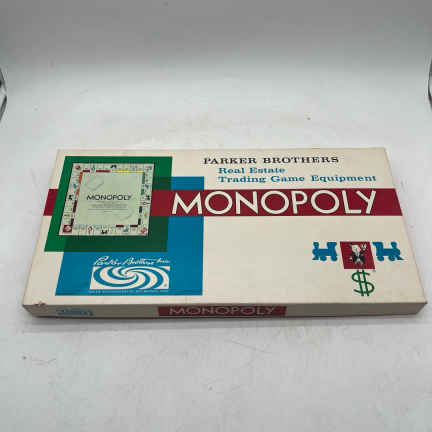 PARKER BROTHERS
Real Estate
Trading Game Equipment
MONOPOLY
MONOPOLY
Parker Brothers Inc
$
MONOPOLY